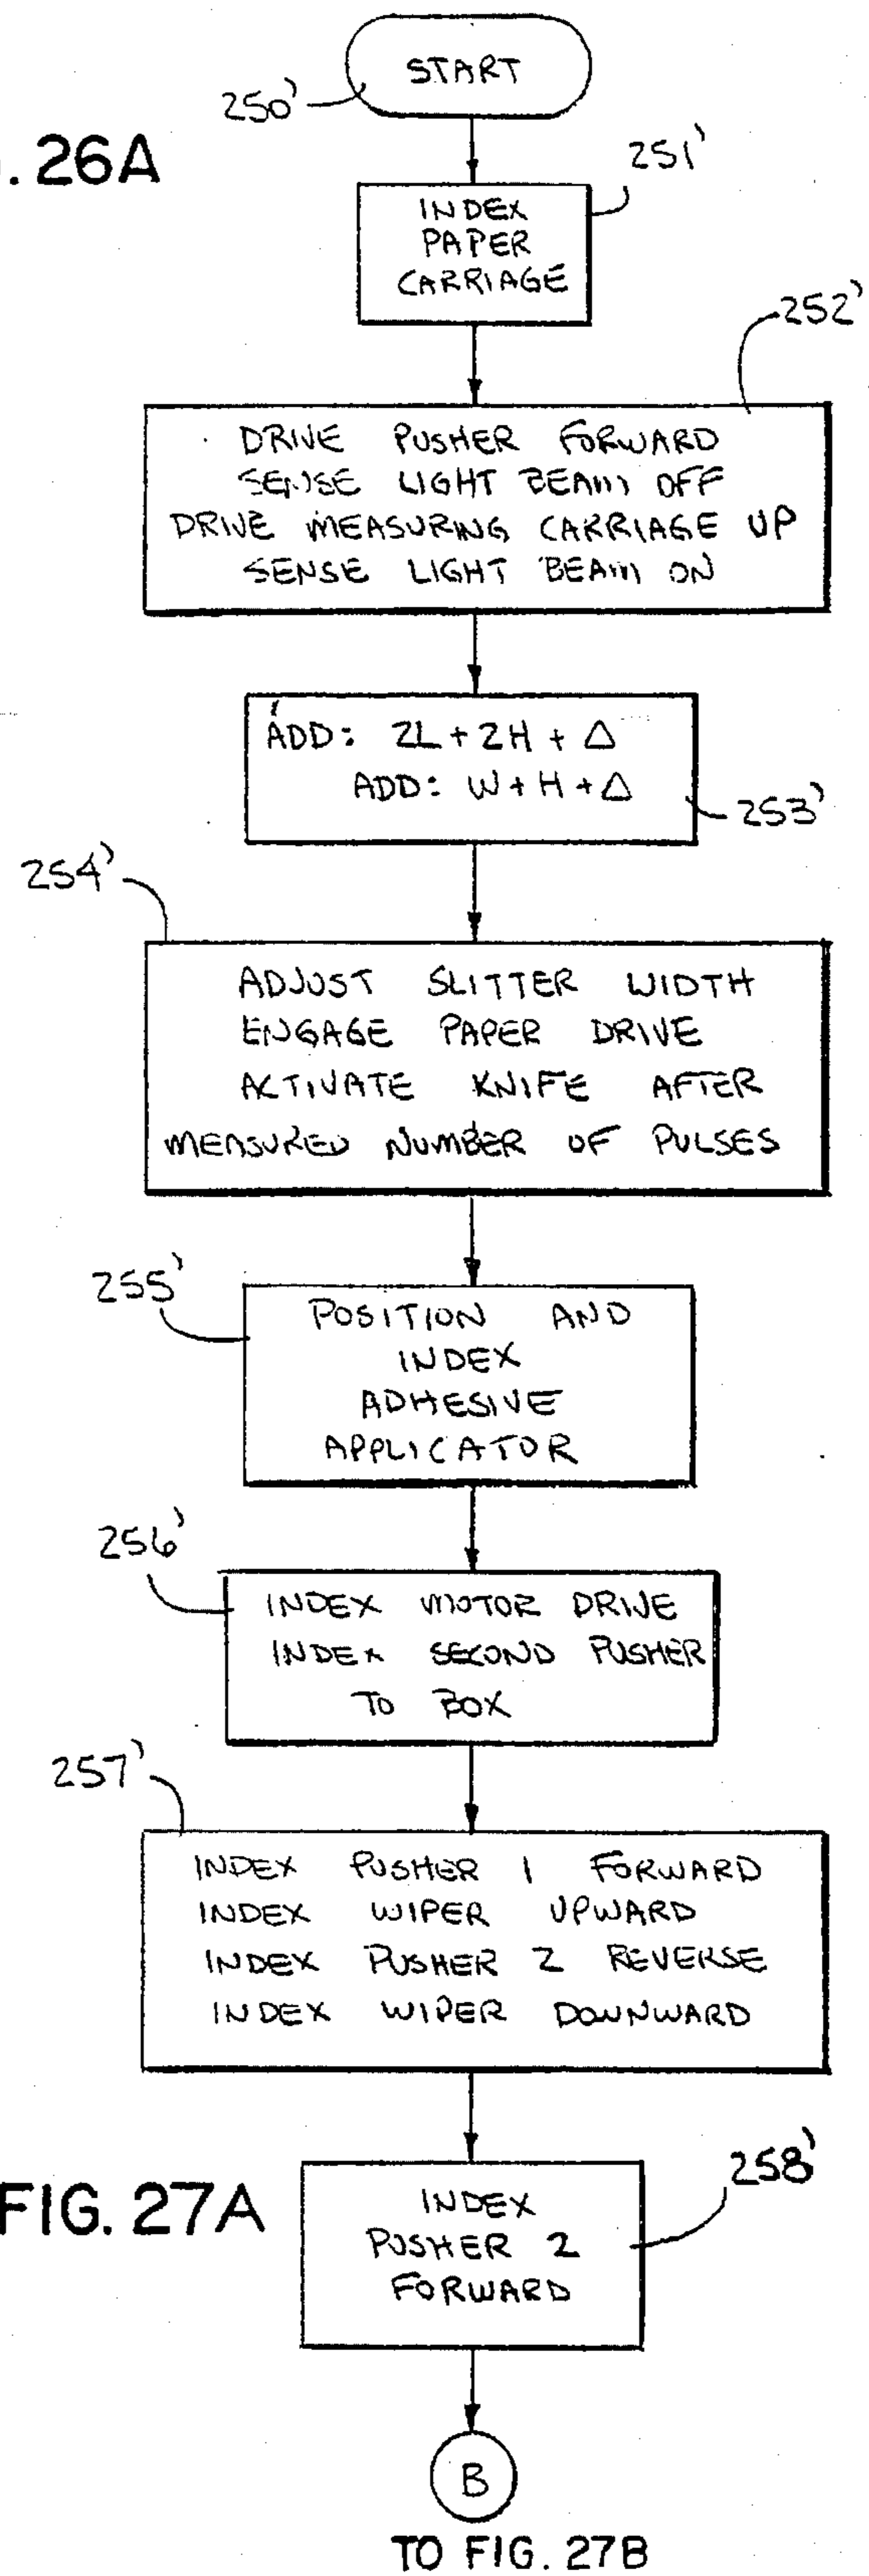 START
250'
. 26A
251'
INDEX
PAPER
CARRIAGE
252'
DRIVE PUSHER FORWARD
SENSE LIGHT BEAM OFF
DRIVE MEASURING CARRIAGE UP
SENSE LIGHT BEAM ON
ADD: 2L + 2H + Δ
ADD: W + H + Δ
253'
254'
ADJUST SLITTER WIDTH
ENGAGE PAPER DRIVE
ACTIVATE KNIFE AFTER
MEASURED NUMBER OF PULSES
255'
POSITION AND
INDEX
ADHESIVE
APPLICATOR
256'
INDEX MOTOR DRIVE
INDEX SECOND PUSHER
TO BOX
257'
INDEX PUSHER 1 FORWARD
INDEX WIPER UPWARD
INDEX PUSHER 2 REVERSE
INDEX WIPER DOWNWARD
258'
FIG. 27A
INDEX
PUSHER 2
FORWARD
B
TO FIG. 27B